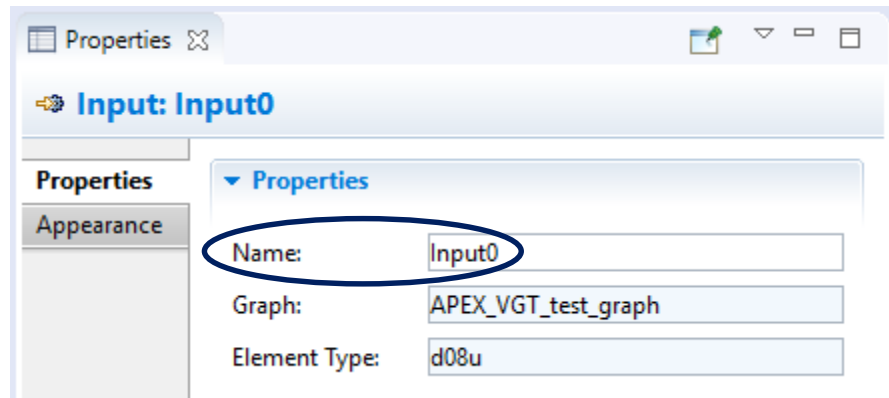 Properties
Input: Input0
Properties
Appearance
Properties
Name: Input0
Graph: APEX_VGT_test_graph
Element Type: d08u